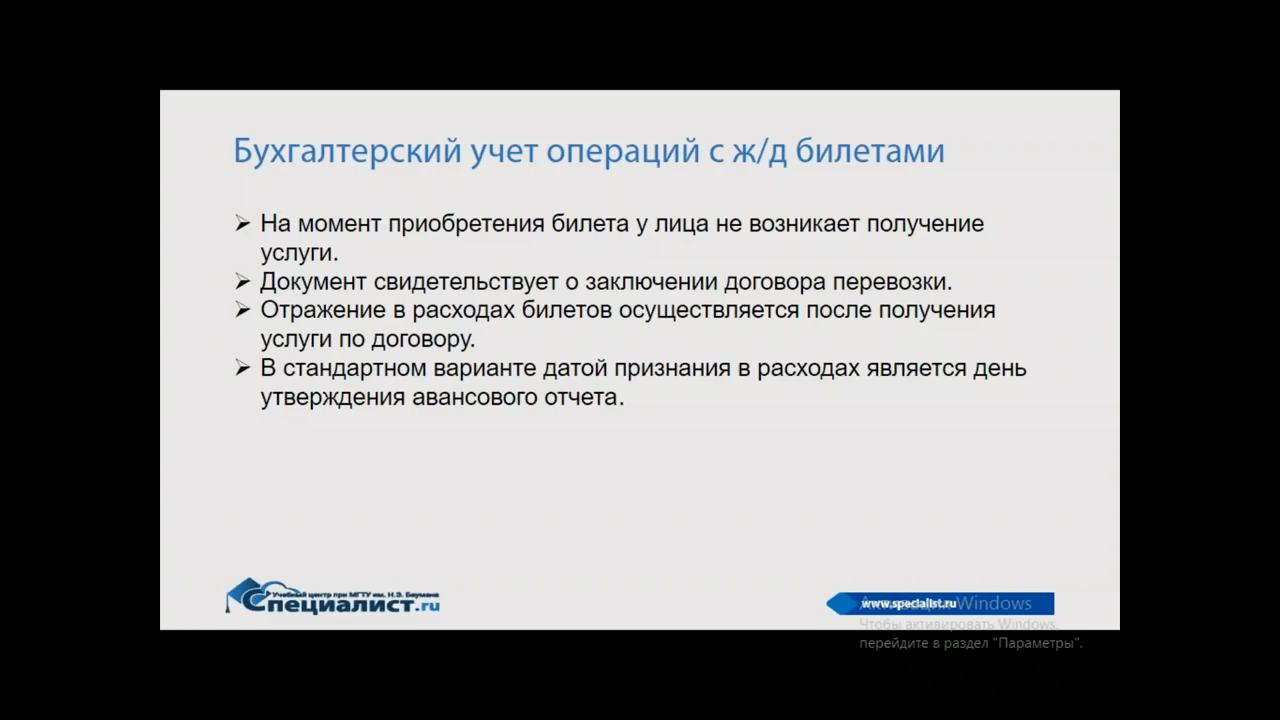 Бухгалтерский учет операций с ж/д билетами
➢ На момент приобретения билета у лица не возникает получение
услуги.
➢ Документ свидетельствует о заключении договора перевозки.
➢ Отражение в расходах билетов осуществляется после получения
услуги по договору.
➢ В стандартном варианте датой признания в расходах является день
утверждения авансового отчета.
Учебный центр при МГТУ им. Н.Э. Баумана
Специалист.ru
www.specialist.ru
Windows
Чтобы активировать Windows,
перейдите в раздел "Параметры".